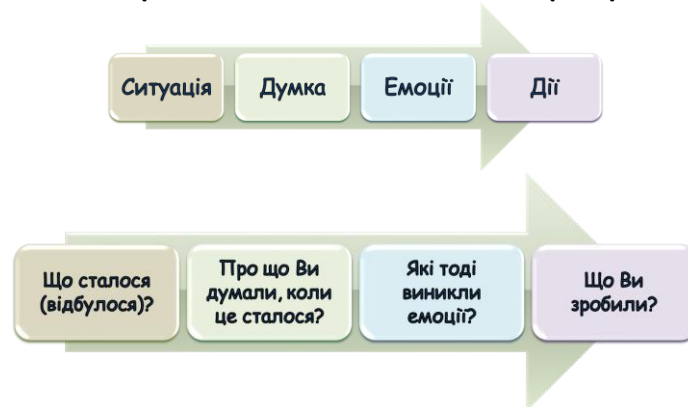 Ситуація
Думка
Емоції
Дії
Що сталося
(відбулося)?
Про що Ви
думали, коли
це сталося?
Які тоді
виникли
емоції?
Що Ви
зробили?